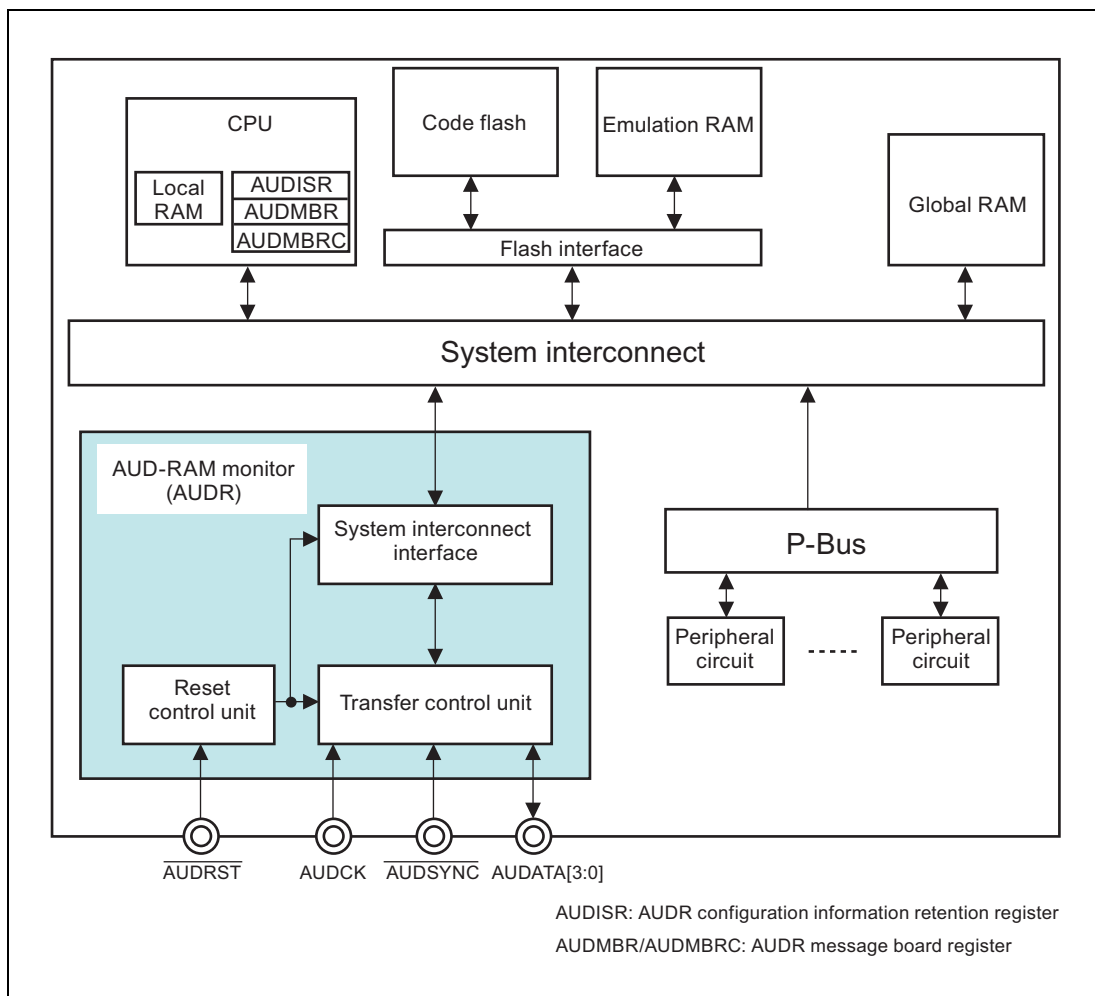 CPU
Local
RAM
AUDISR
AUDMBR
AUDMBRC
Code flash
Emulation RAM
Flash interface
Global RAM
System interconnect
AUD-RAM monitor
(AUDR)
System interconnect
interface
Reset
control unit
Transfer control unit
P-Bus
Peripheral
circuit
Peripheral
circuit
AUDRST
AUDCK
AUDSYNC
AUDATA[3:0]
AUDISR: AUDR configuration information retention register
AUDMBR/AUDMBRC: AUDR message board register